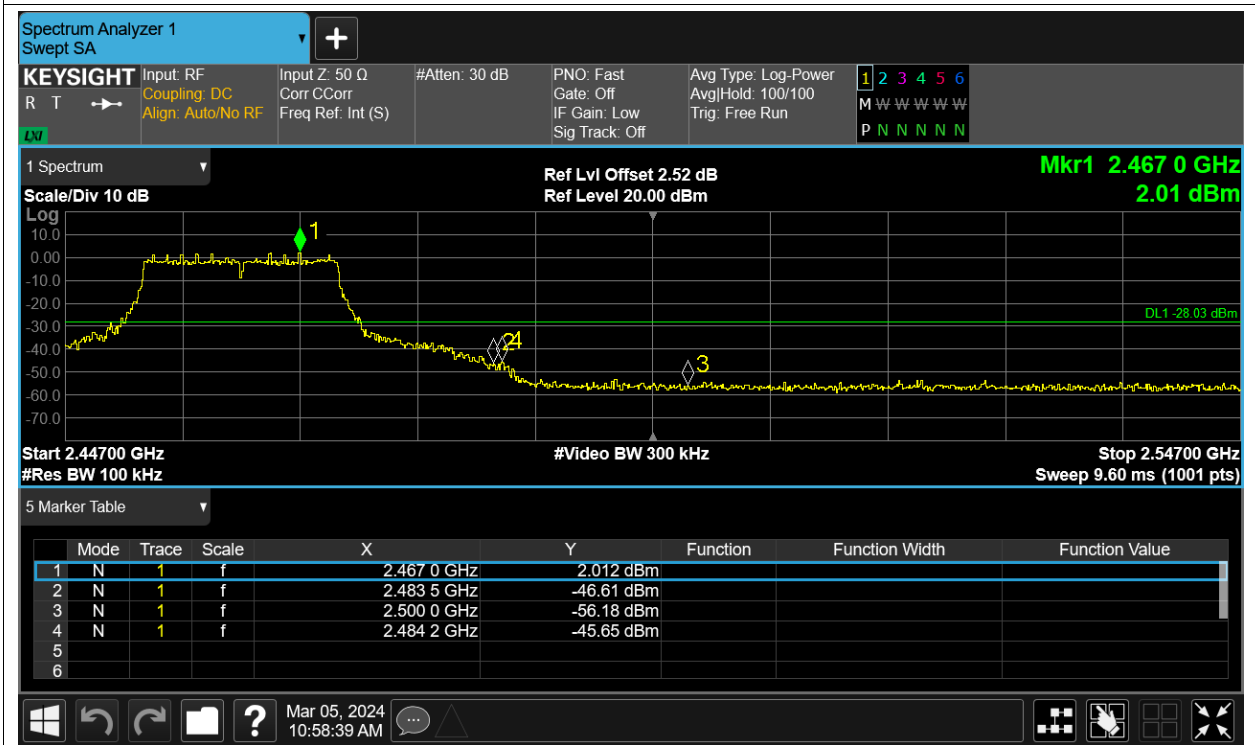 Spectrum Analyzer 1
Swept SA
+
KEYSIGHT Input: RF Input Z: 50 Ω #Atten: 30 dB PNO: Fast Avg Type: Log-Power 1 2 3 4 5 6
R T Coupling: DC Corr CCorr Gate: Off Avg|Hold: 100/100 M W W W W W W
Align: Auto/No RF Freq Ref: Int (S) IF Gain: Low Trig: Free Run
LXI Sig Track: Off P N N N N N N
1 Spectrum Ref Lvl Offset 2.52 dB Mkr1 2.467 0 GHz
Scale/Div 10 dB Ref Level 20.00 dBm 2.01 dBm
Log
10.0
0.00
-10.0
-20.0
-30.0
-40.0
-50.0
-60.0
-70.0
1
DL1 -28.03 dBm
2
4
3
Start 2.44700 GHz #Video BW 300 kHz Stop 2.54700 GHz
#Res BW 100 kHz Sweep 9.60 ms (1001 pts)
5 Marker Table
Mode Trace Scale X Y Function Function Width Function Value
1 N 1 f 2.467 0 GHz 2.012 dBm
2 N 1 f 2.483 5 GHz -46.61 dBm
3 N 1 f 2.500 0 GHz -56.18 dBm
4 N 1 f 2.484 2 GHz -45.65 dBm
5
6
? Mar 05, 2024
10:58:39 AM